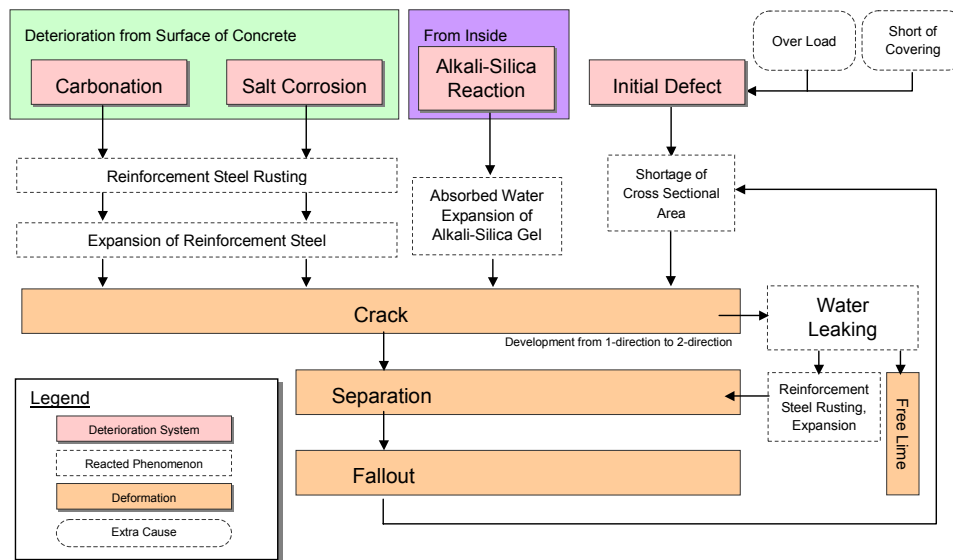 Deterioration from Surface of Concrete
Carbonation
Salt Corrosion
From Inside
Alkali-Silica
Reaction
Initial Defect
Over Load
Short of
Covering
Reinforcement Steel Rusting
Expansion of Reinforcement Steel
Absorbed Water
Expansion of
Alkali-Silica Gel
Shortage of
Cross Sectional
Area
Crack
Development from 1-direction to 2-direction
Water
Leaking
Separation
Reinforcement
Steel Rusting,
Expansion
Free Lime
Fallout
Legend
Deterioration System
Reacted Phenomenon
Deformation
Extra Cause